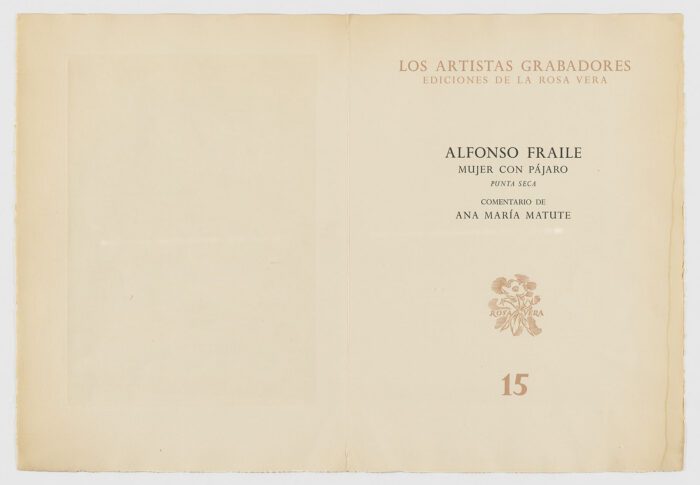 LOS ARTISTAS GRABADORES
EDICIONES DE LA ROSA VERA
ALFONSO FRAILE
MUJER CON PÁJARO
PUNTA SECA
COMENTARIO DE
ANA MARÍA MATUTE
ROSA VERA
15